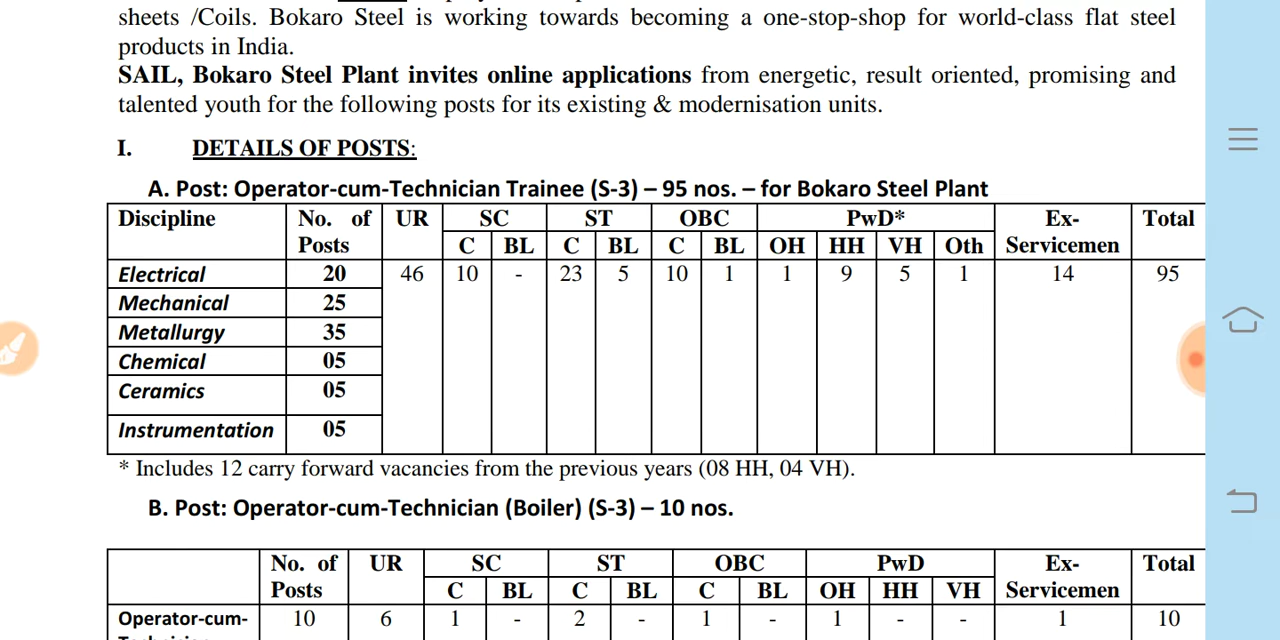 sheets /Coils. Bokaro Steel is working towards becoming a one-stop-shop for world-class flat steel
products in India.
SAIL, Bokaro Steel Plant invites online applications from energetic, result oriented, promising and
talented youth for the following posts for its existing & modernisation units.
I. DETAILS OF POSTS:
A. Post: Operator-cum-Technician Trainee (S-3) – 95 nos. – for Bokaro Steel Plant
Discipline No. of Posts UR SC ST OBC PwD* Ex-Servicemen Total
C BL C BL C BL OH HH VH Oth
Electrical 20 46 10 - 23 5 10 1 1 9 5 1 14 95
Mechanical 25
Metallurgy 35
Chemical 05
Ceramics 05
Instrumentation 05
* Includes 12 carry forward vacancies from the previous years (08 HH, 04 VH).
B. Post: Operator-cum-Technician (Boiler) (S-3) – 10 nos.
No. of Posts UR SC ST OBC PwD Ex-Servicemen Total
C BL C BL C BL OH HH VH
Operator-cum- 10 6 1 - 2 - 1 - 1 - - 1 10